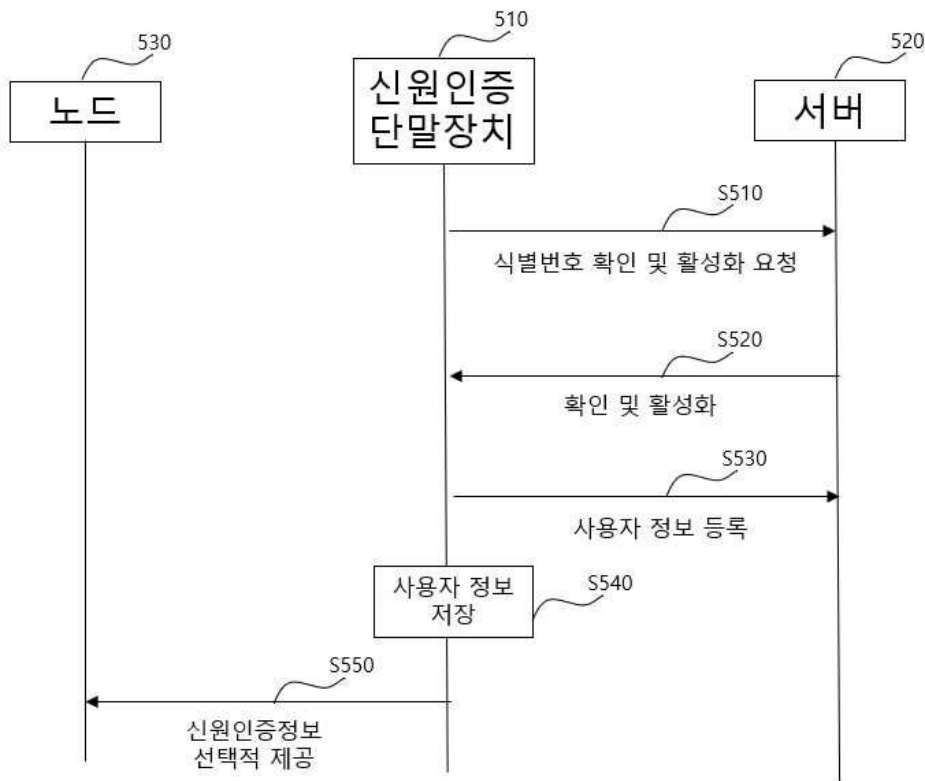 530
510
520
노드
신원인증
단말장치
서버
S510
식별번호 확인 및 활성화 요청
S520
확인 및 활성화
S530
사용자 정보 등록
사용자 정보
저장
S540
S550
신원인증정보
선택적 제공